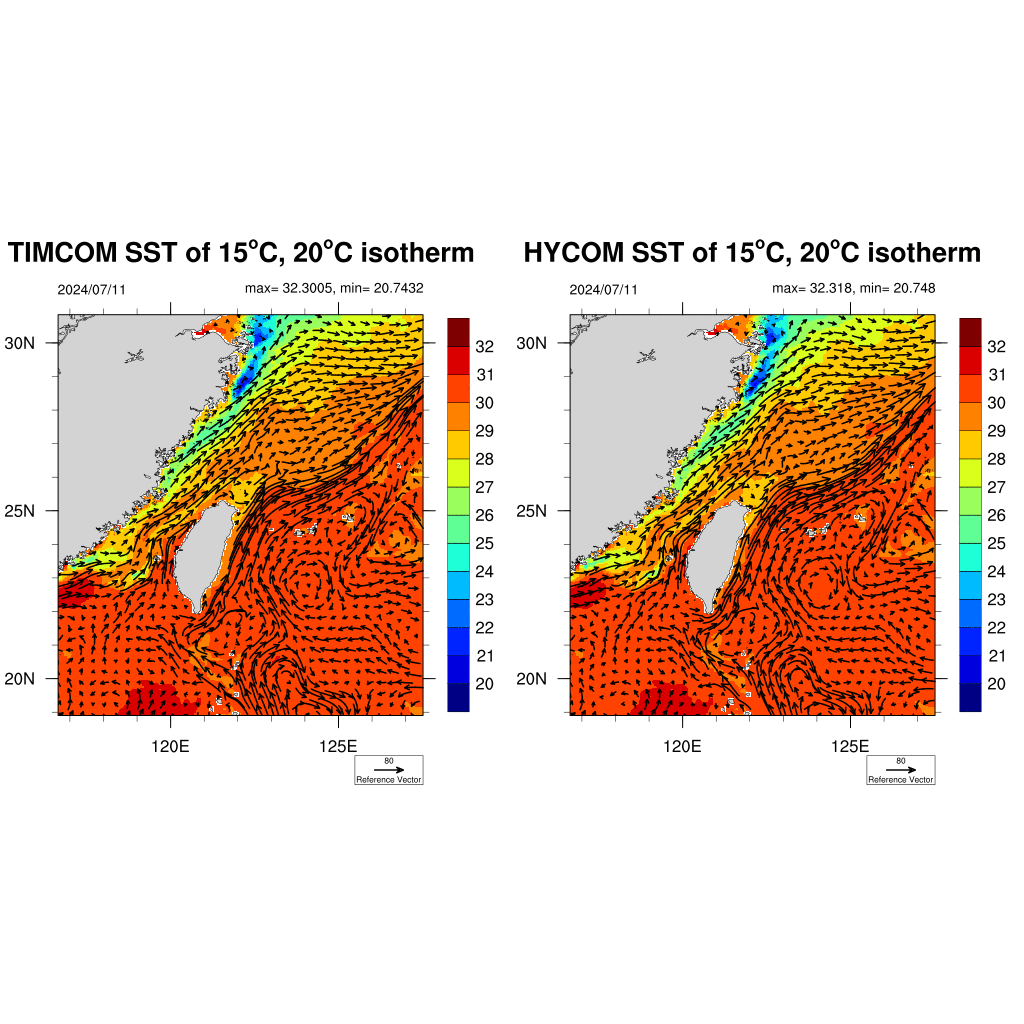 TIMCOM SST of 15°C, 20°C isotherm
2024/07/11
max= 32.3005, min= 20.7432
30N
25N
20N
120E
125E
32
31
30
29
28
27
26
25
24
23
22
21
20
80
Reference Vector
HYCOM SST of 15°C, 20°C isotherm
2024/07/11
max= 32.318, min= 20.748
30N
25N
20N
120E
125E
32
31
30
29
28
27
26
25
24
23
22
21
20
80
Reference Vector